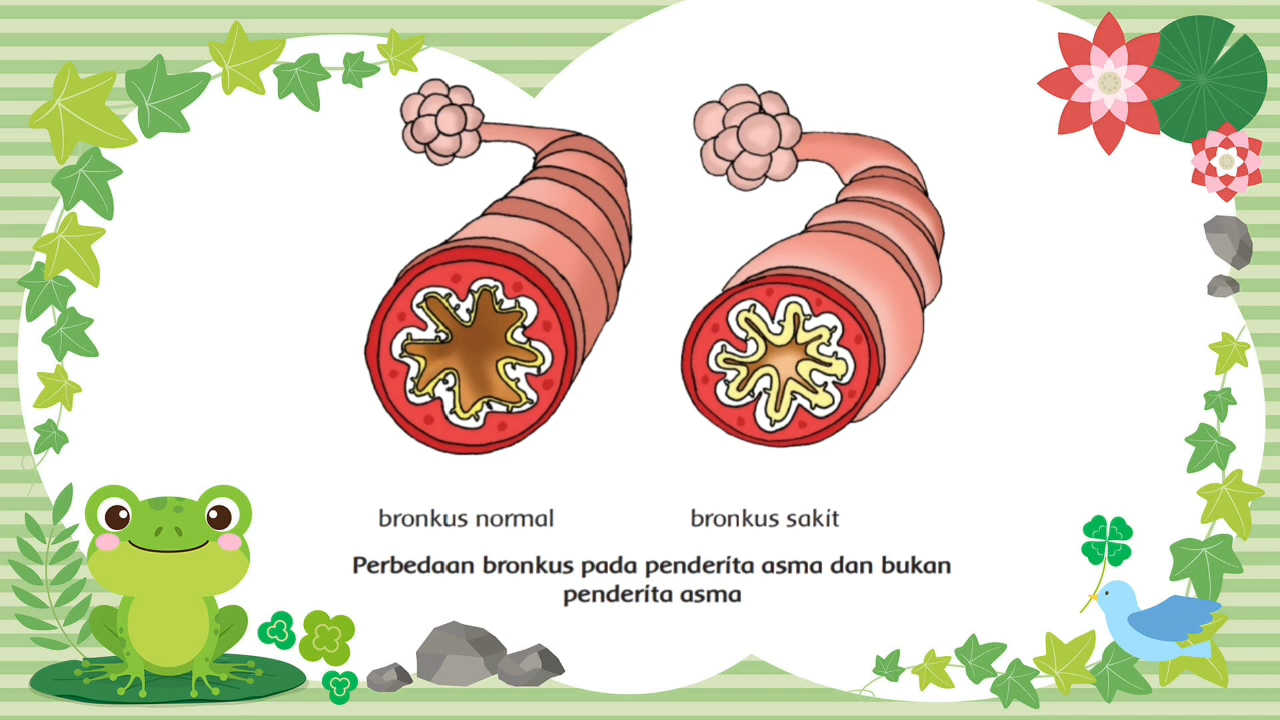 bronkus normal
bronkus sakit
Perbedaan bronkus pada penderita asma dan bukan
penderita asma